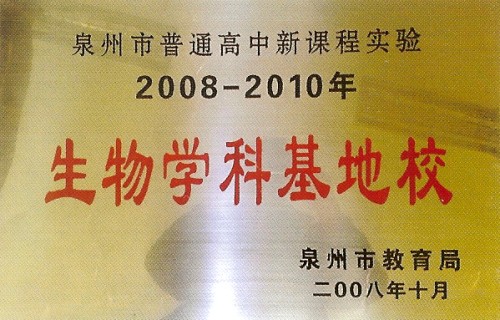 泉州市普通高中新课程实验
2008-2010年
生物学科基地校
泉州市教育局
二00八年十月